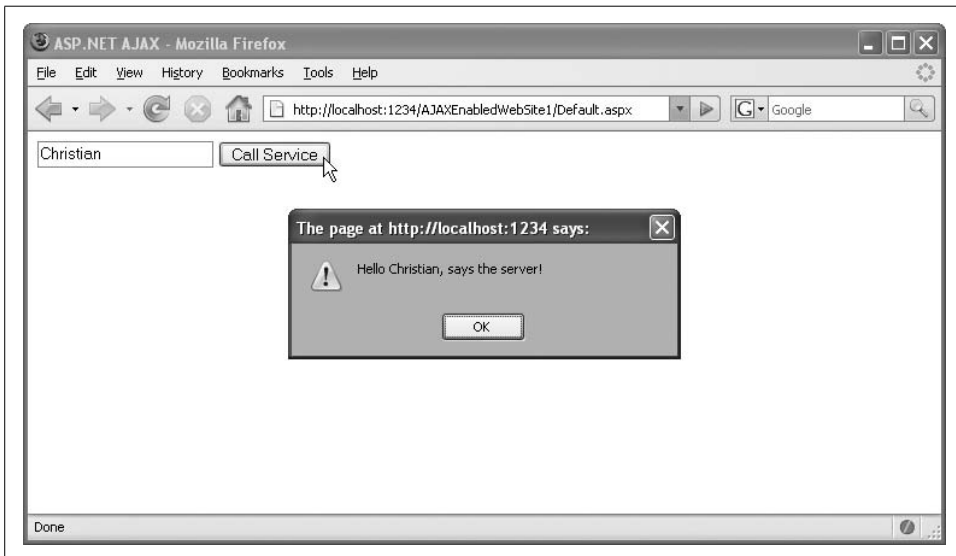 ASP.NET AJAX - Mozilla Firefox
File Edit View History Bookmarks Tools Help
http://localhost:1234/AJAXEnabledWebSite1/Default.aspx G Google
Christian Call Service
The page at http://localhost:1234 says:
Hello Christian, says the server!
OK
Done